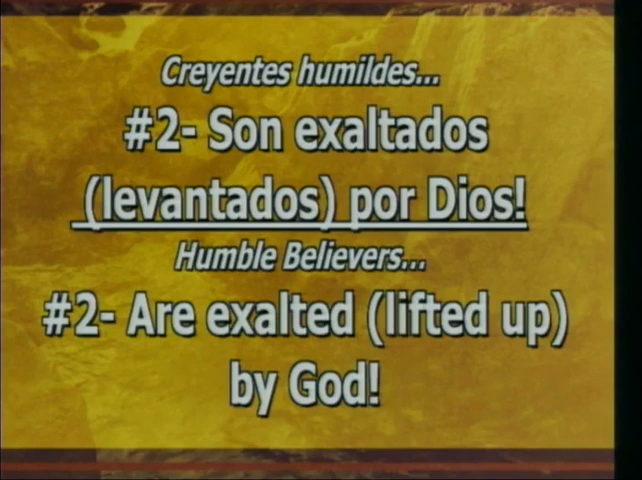 Creyentes humildes...
#2- Son exaltados
(levantados) por Dios!
Humble Believers...
#2- Are exalted (lifted up)
by God!